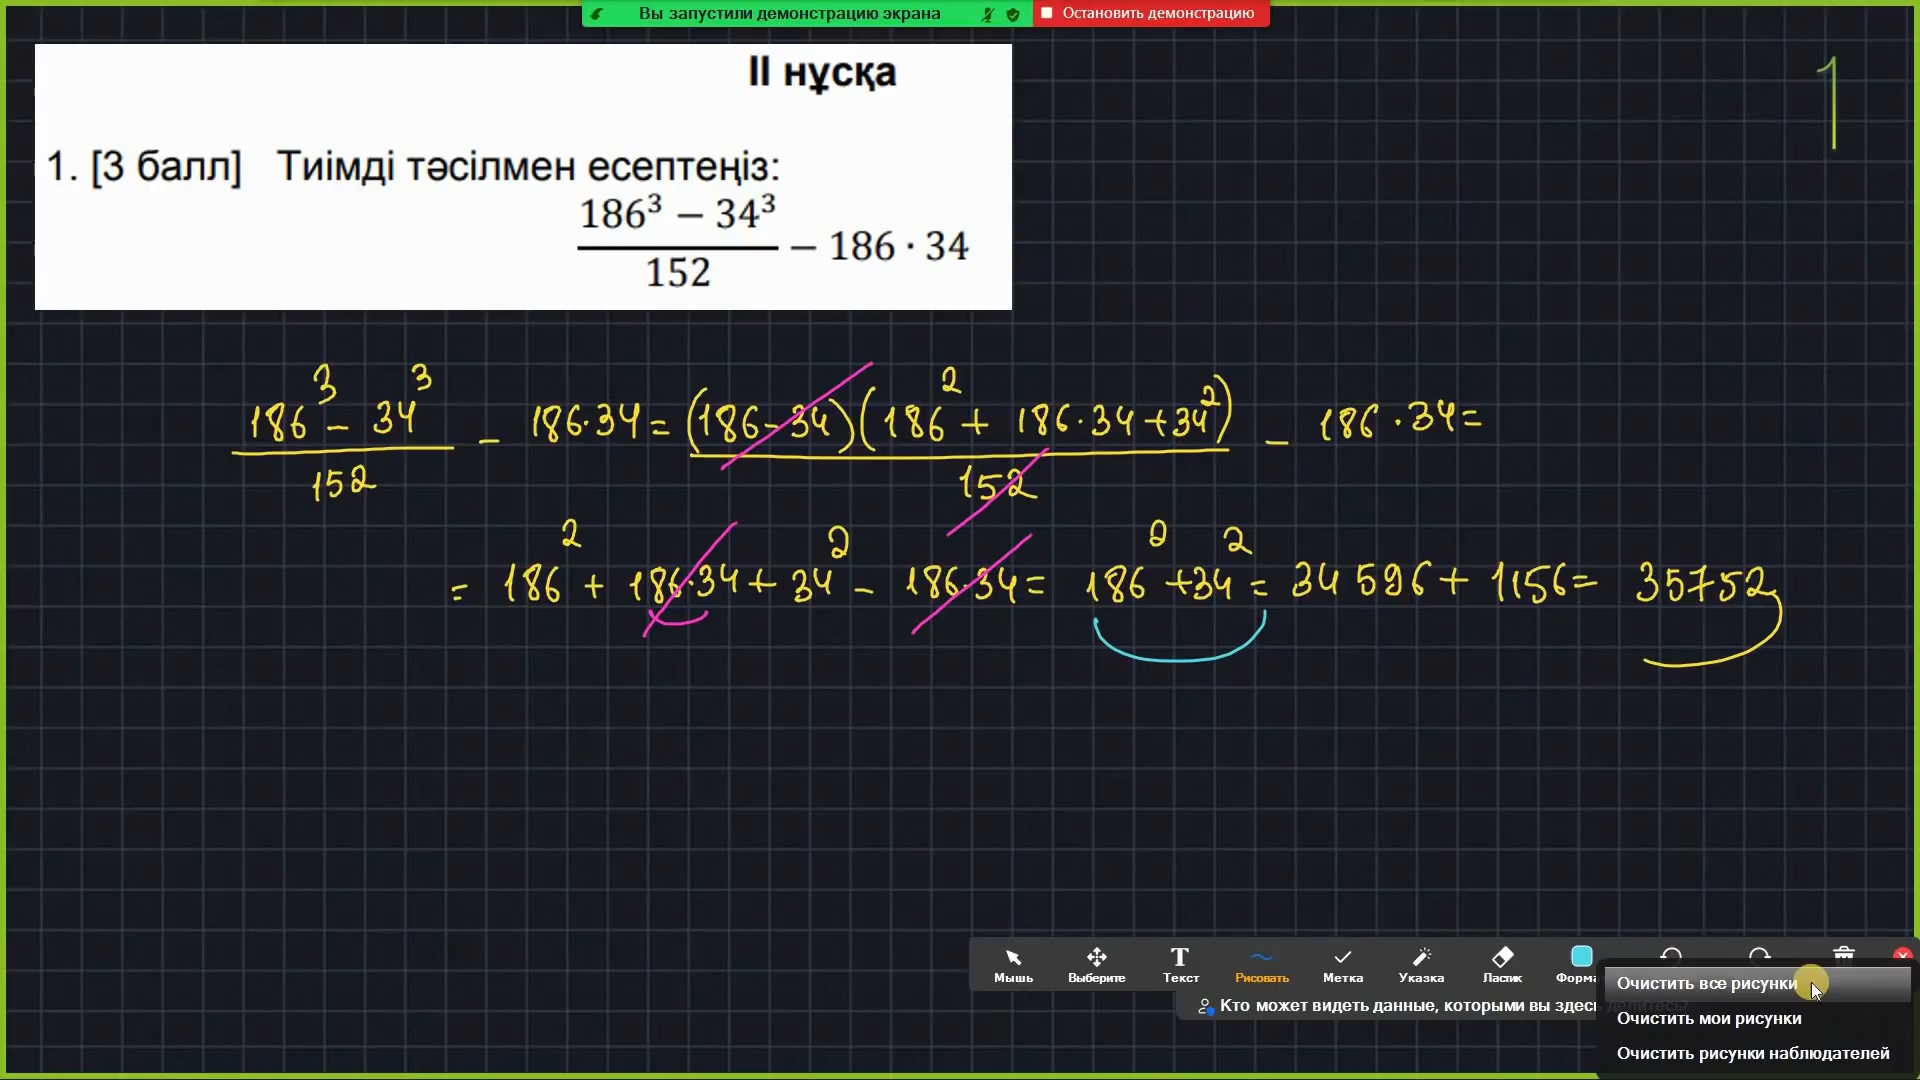 Вы запустили демонстрацию экрана Остановить демонстрацию
II нұсқа
1
1. [3 балл] Тиімді тәсілмен есептеңіз:
186³ − 34³
152
− 186 · 34
186³ − 34³ / 152 − 186·34 = (186−34)(186² + 186·34 + 34²) / 152 − 186·34 =
= 186² + 186·34 + 34² − 186·34 = 186² + 34² = 34 596 + 1156 = 35752
Мышь Выберите Текст Рисовать Метка Указка Ластик
Кто может видеть данные, которыми вы
Очистить все рисунки
Очистить мои рисунки
Очистить рисунки наблюдателей